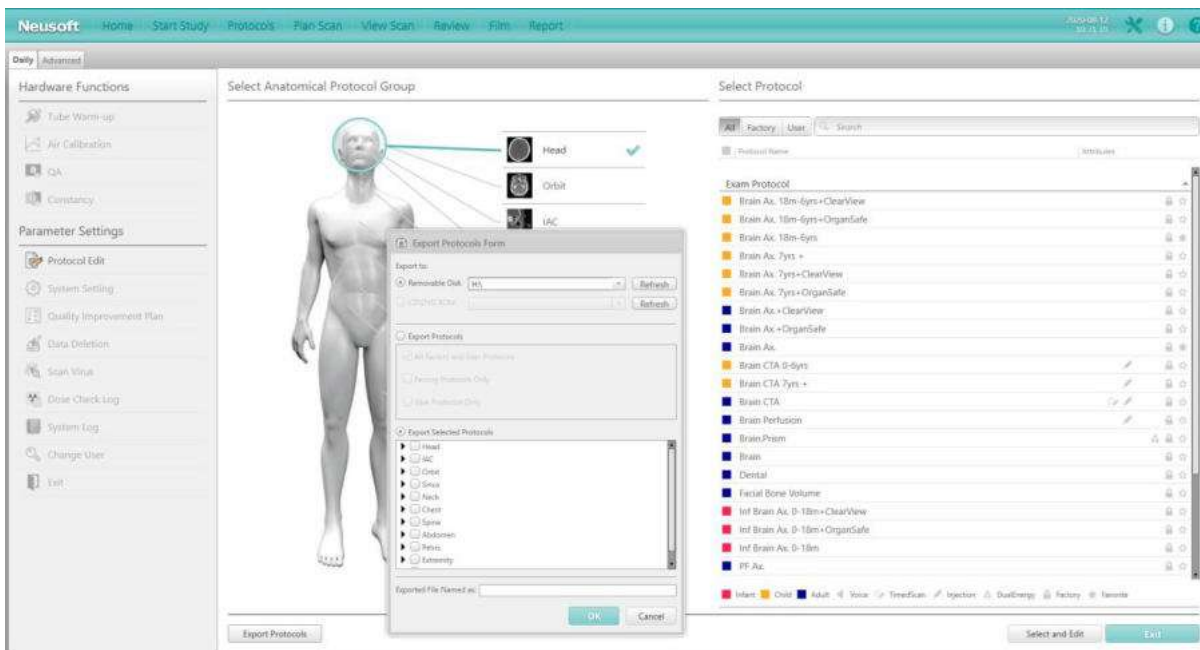 Neusoft Home Start Study Protocols Plan Scan View Scan Review Film Report
Daily Advanced
Hardware Functions
Tube Warm-up
Air Calibration
QA
Constancy
Parameter Settings
Protocol Edit
System Setting
Quality Improvement Plan
Data Deletion
Scan Virus
Dose Check Log
System Log
Change User
Exit
Select Anatomical Protocol Group
Head
Orbit
IAC
Export Protocols Form
Export to:
Removable Disk H:\ Refresh
Refresh
Export Protocols
All Factory and User Protocols
Factory Protocols Only
User Protocols Only
Export Selected Protocols
Head
IAC
Orbit
Sinus
Neck
Chest
Spine
Abdomen
Pelvis
Extremity
Exported File Named as:
OK Cancel
Export Protocols
Select Protocol
All Factory User Search
Protocol Name Attributes
Exam Protocol
Brain Ax. 18m-6yrs+ClearView
Brain Ax. 18m-6yrs+OrganSafe
Brain Ax. 18m-6yrs
Brain Ax. 7yrs +
Brain Ax. 7yrs+ClearView
Brain Ax. 7yrs+OrganSafe
Brain Ax.+ClearView
Brain Ax.+OrganSafe
Brain Ax.
Brain CTA 0-6yrs
Brain CTA 7yrs +
Brain CTA
Brain Perfusion
Brain Prism
Brain
Dental
Facial Bone Volume
Inf Brain Ax. 0-18m+ClearView
Inf Brain Ax. 0-18m+OrganSafe
Inf Brain Ax. 0-18m
PF Ax.
Infant Child Adult Voice TimedScan Injection DualEnergy Factory Favorite
Select and Edit Exit